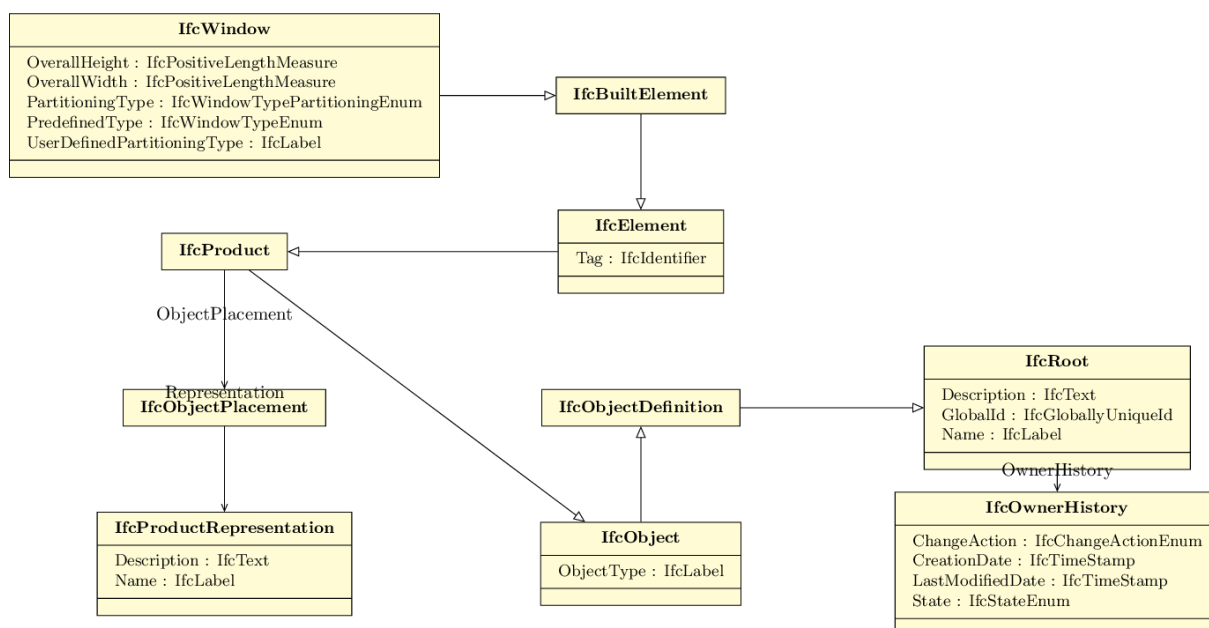 IfcWindow
OverallHeight : IfcPositiveLengthMeasure
OverallWidth : IfcPositiveLengthMeasure
PartitioningType : IfcWindowTypePartitioningEnum
PredefinedType : IfcWindowTypeEnum
UserDefinedPartitioningType : IfcLabel
IfcBuiltElement
IfcElement
Tag : IfcIdentifier
IfcProduct
ObjectPlacement
Representation
IfcObjectPlacement
IfcObjectDefinition
IfcRoot
Description : IfcText
GlobalId : IfcGloballyUniqueId
Name : IfcLabel
OwnerHistory
IfcProductRepresentation
Description : IfcText
Name : IfcLabel
IfcObject
ObjectType : IfcLabel
IfcOwnerHistory
ChangeAction : IfcChangeActionEnum
CreationDate : IfcTimeStamp
LastModifiedDate : IfcTimeStamp
State : IfcStateEnum